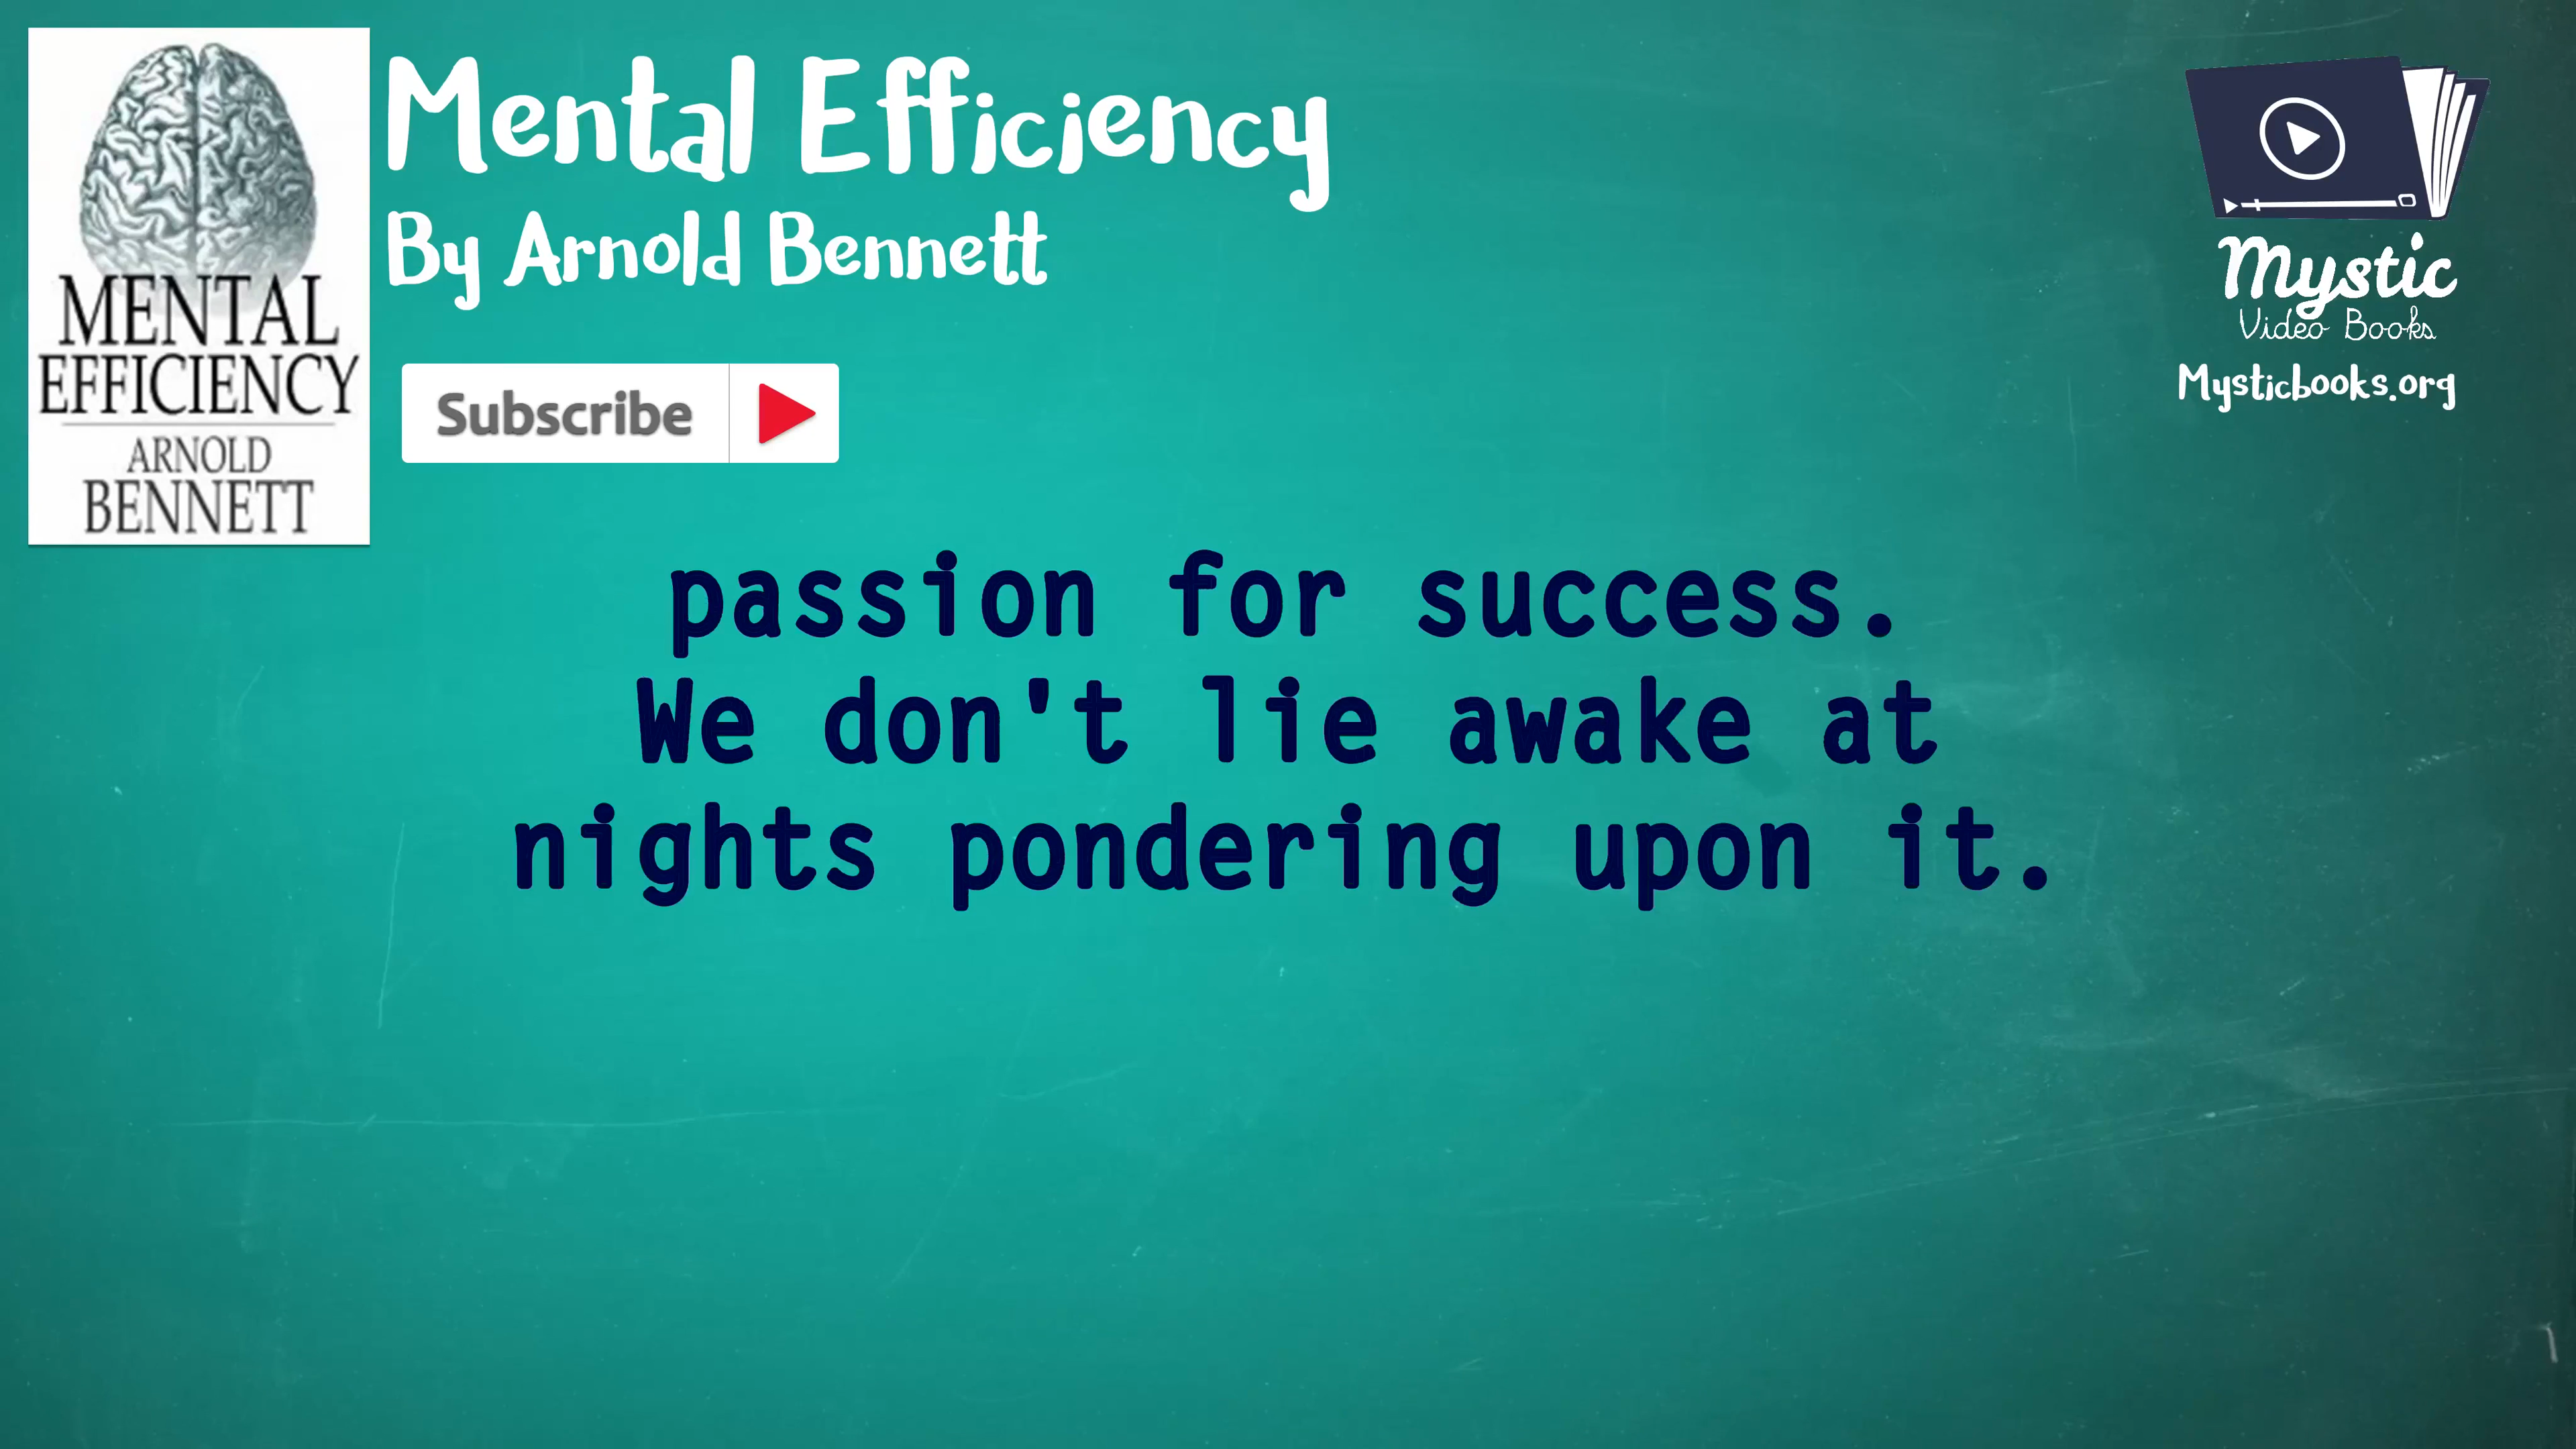 MENTAL
EFFICIENCY
ARNOLD
BENNETT
Mental Efficiency
By Arnold Bennett
Subscribe
Mystic
Video Books
Mysticbooks.org
passion for success.
We don't lie awake at
nights pondering upon it.